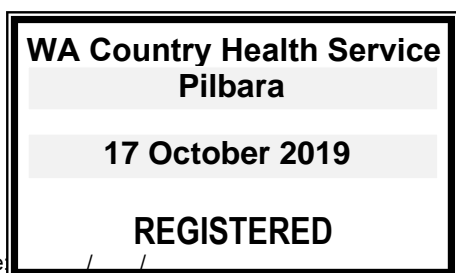 WA Country Health Service
Pilbara
17 October 2019
REGISTERED
e: / /